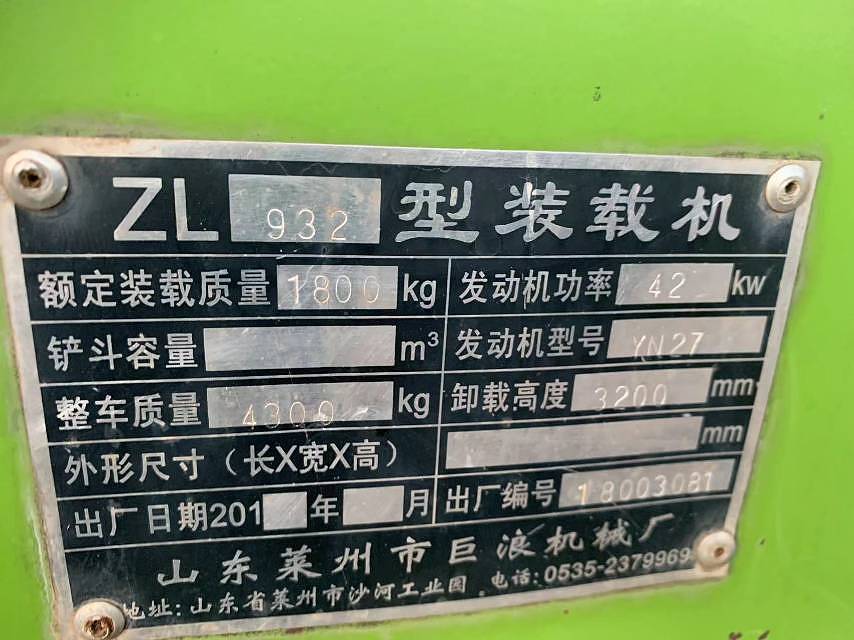 ZL 932 型装载机
额定装载质量 1800 kg 发动机功率 42 kw
铲斗容量 m³ 发动机型号 YN27
整车质量 4300 kg 卸载高度 3200 mm
外形尺寸（长X宽X高） mm
出厂日期201 年 月 出厂编号 18003081
山东莱州市巨浪机械厂
地址: 山东省莱州市沙河工业园 电话: 0535-2379969